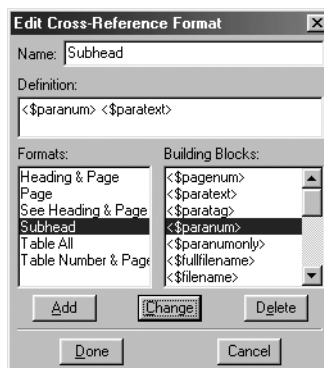 Edit Cross-Reference Format
Name: Subhead
Definition:
<$paranum> <$paratext>
Formats: Building Blocks:
Heading & Page <$pagenum>
Page <$paratext>
See Heading & Page <$paratag>
Subhead <$paranum>
Table All <$paranumonly>
Table Number & Page <$fullfilename>
<$filename>
Add Change Delete
Done Cancel